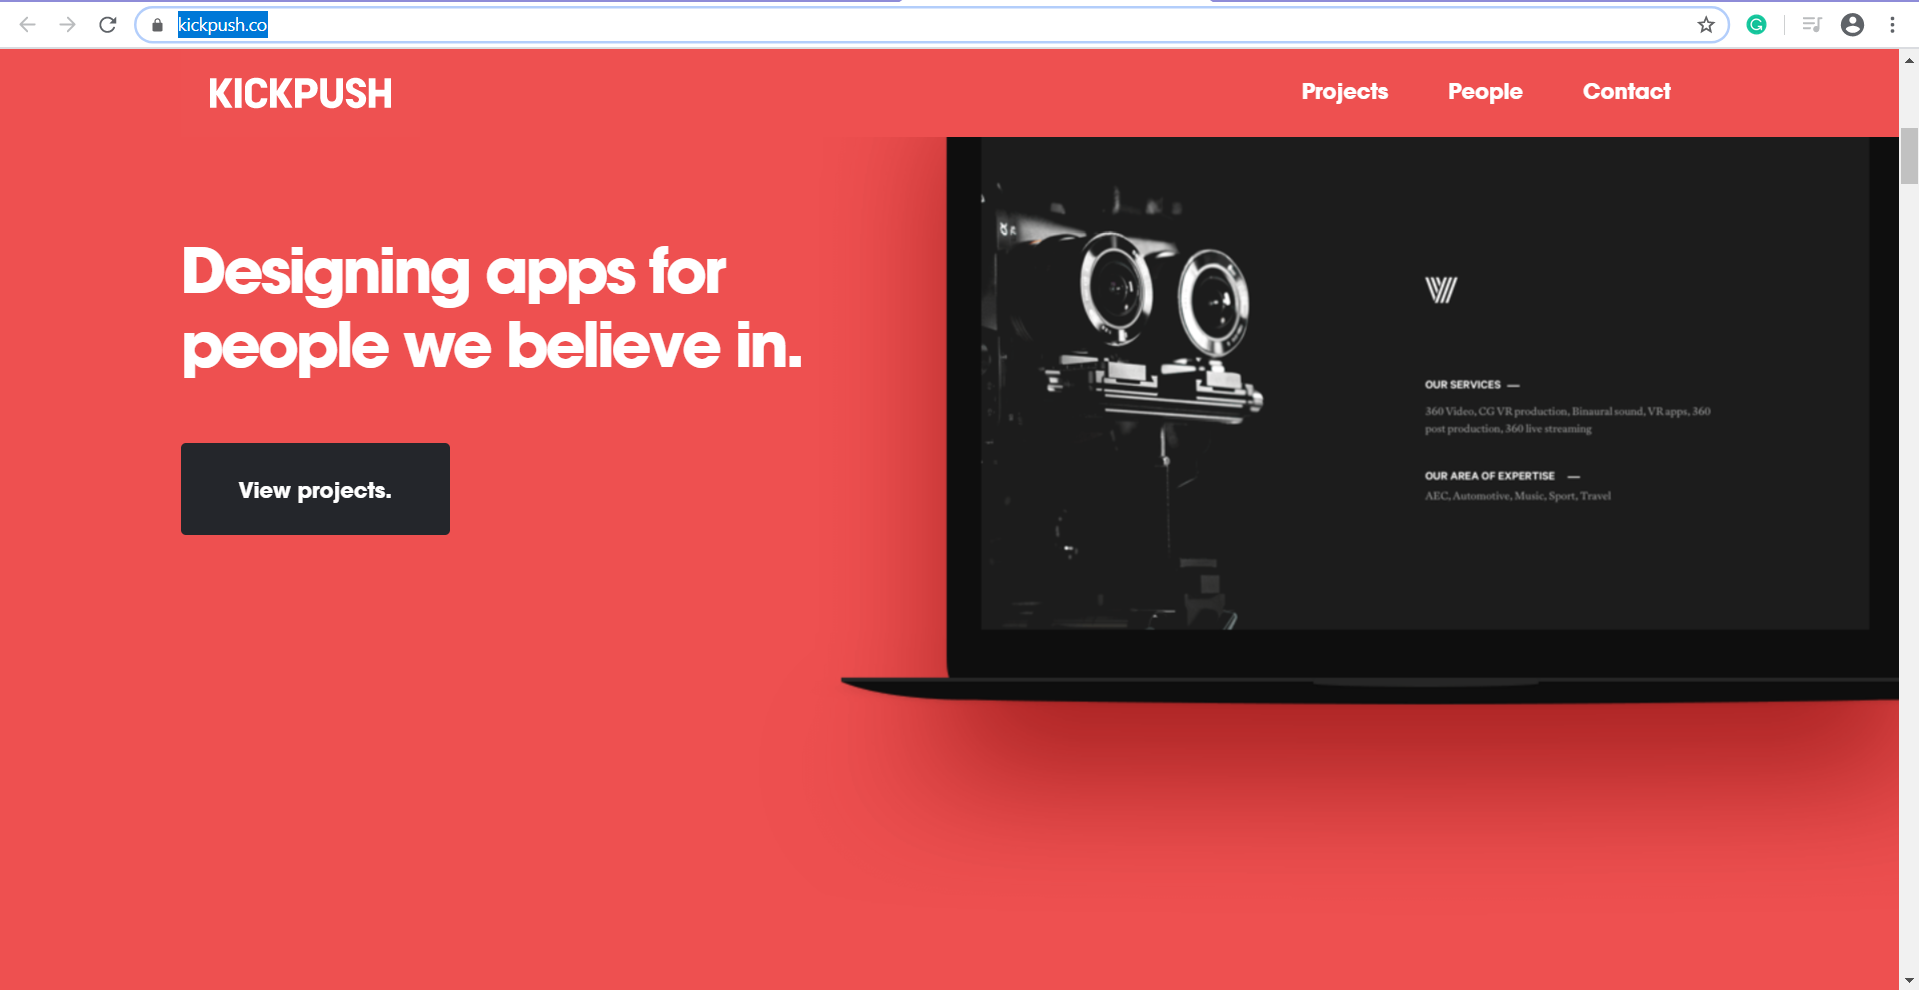 kickpush.co
KICKPUSH
Projects
People
Contact
Designing apps for
people we believe in.
View projects.
OUR SERVICES —
360 Video, CG VR production, Binaural sound, VR apps, 360
post production, 360 live streaming
OUR AREA OF EXPERTISE —
AEC, Automotive, Music, Sport, Travel